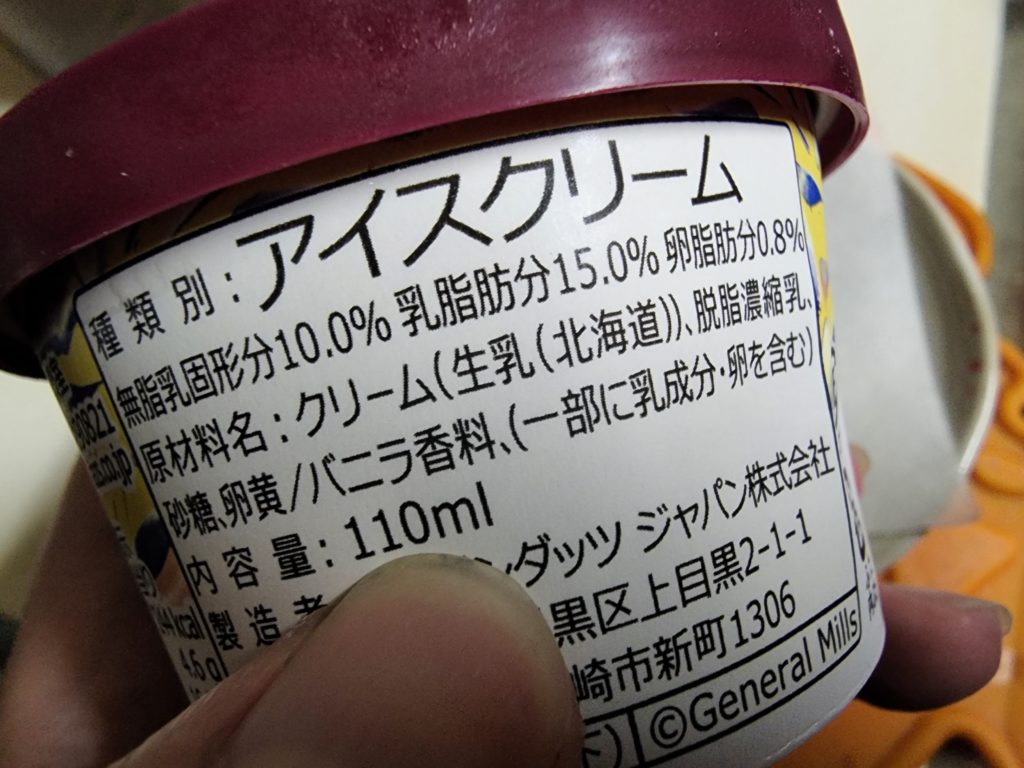 種類別：アイスクリーム
無脂乳固形分10.0% 乳脂肪分15.0% 卵脂肪分0.8%
原材料名：クリーム(生乳(北海道))、脱脂濃縮乳、
砂糖、卵黄/バニラ香料、(一部に乳成分・卵を含む)
内容量：110ml
製造者 ンダッツ ジャパン株式会社
黒区上目黒2-1-1
崎市新町1306
下) ©General Mills
kcal
4.6g